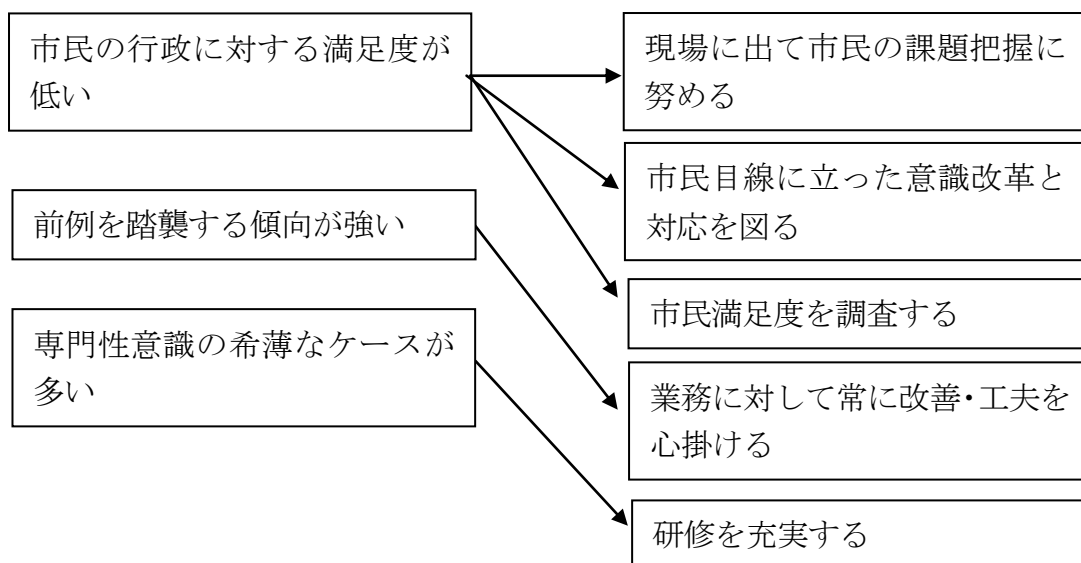 市民の行政に対する満足度が
低い
前例を踏襲する傾向が強い
専門性意識の希薄なケースが
多い
現場に出て市民の課題把握に
努める
市民目線に立った意識改革と
対応を図る
市民満足度を調査する
業務に対して常に改善・工夫を
心掛ける
研修を充実する